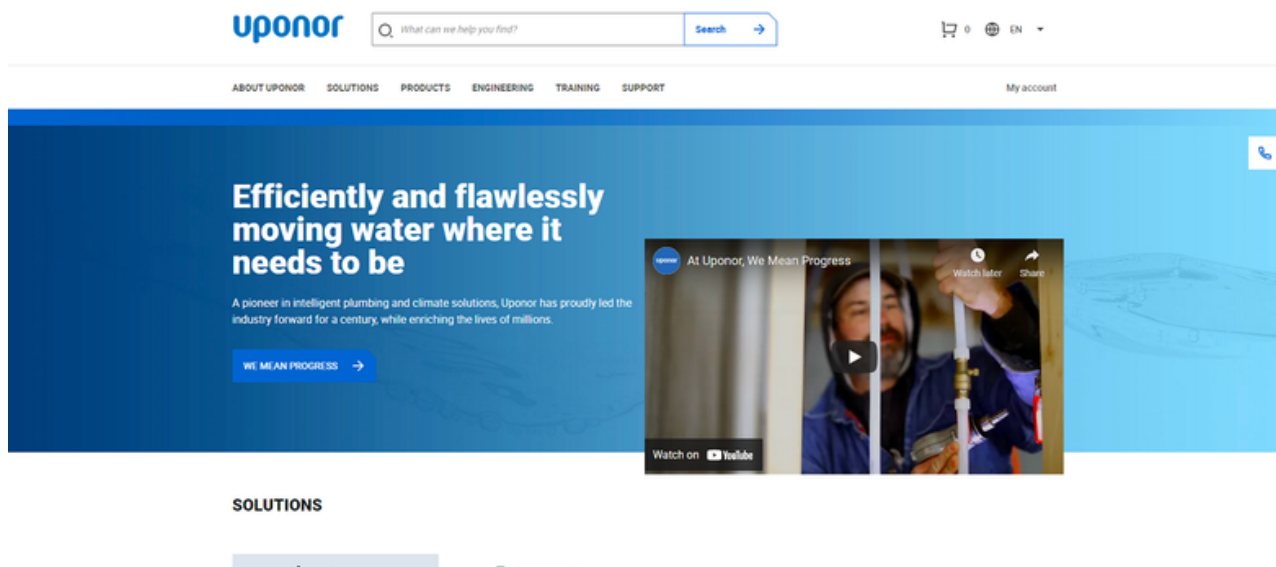 uponor
What can we help you find?
Search
0
EN
ABOUT UPONOR SOLUTIONS PRODUCTS ENGINEERING TRAINING SUPPORT
My account
Efficiently and flawlessly
moving water where it
needs to be
A pioneer in intelligent plumbing and climate solutions, Uponor has proudly led the
industry forward for a century, while enriching the lives of millions.
WE MEAN PROGRESS
uponor
At Uponor, We Mean Progress
Watch later
Share
Watch on YouTube
SOLUTIONS